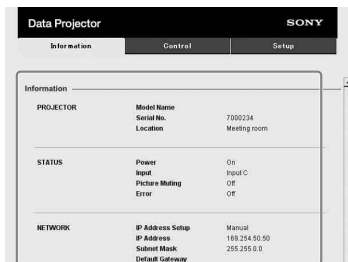 Data Projector SONY
Information Control Setup
Information
PROJECTOR Model Name
Serial No. 7000234
Location Meeting room
STATUS Power On
Input Input C
Picture Muting Off
Error Off
NETWORK IP Address Setup Manual
IP Address 169.254.50.50
Subnet Mask 255.255.0.0
Default Gateway